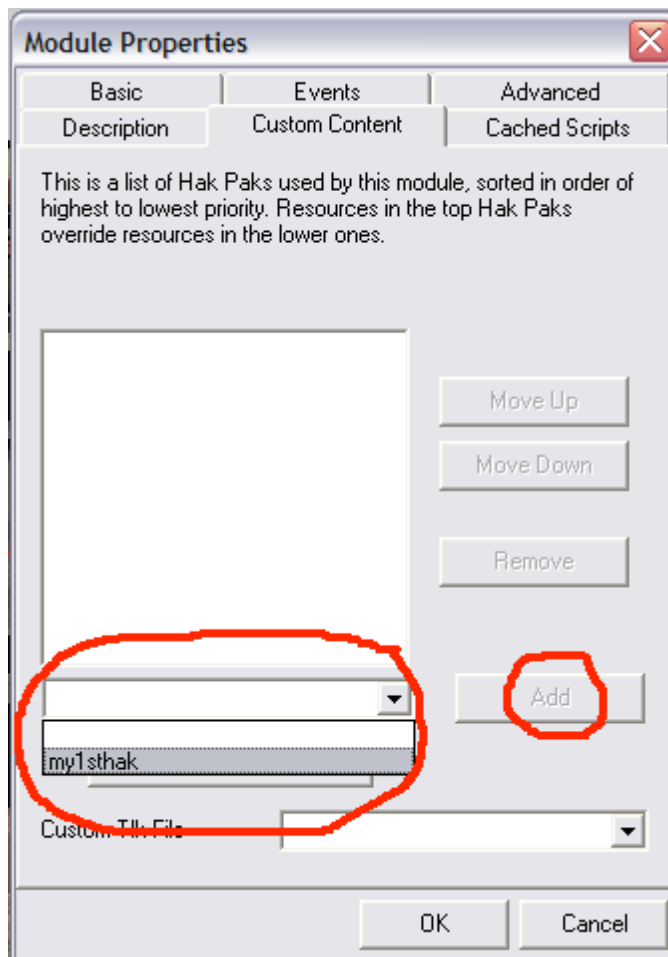 Module Properties
Basic Events Advanced
Description Custom Content Cached Scripts
This is a list of Hak Paks used by this module, sorted in order of
highest to lowest priority. Resources in the top Hak Paks
override resources in the lower ones.
Move Up
Move Down
Remove
Add
my1sthak
Custom Tlk File
OK Cancel